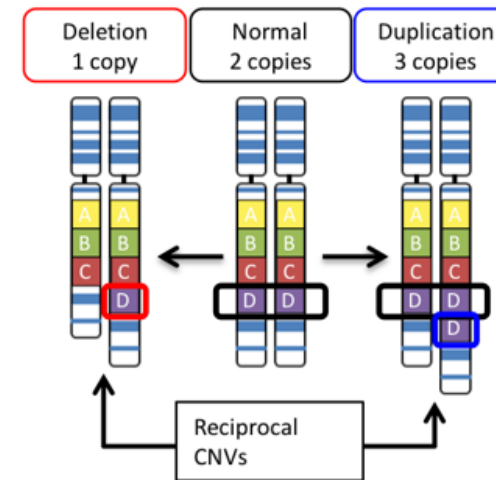 Deletion
1 copy
Normal
2 copies
Duplication
3 copies
A A A A A A
B B B B B B
C C C C C C
D D D D D
D
Reciprocal
CNVs